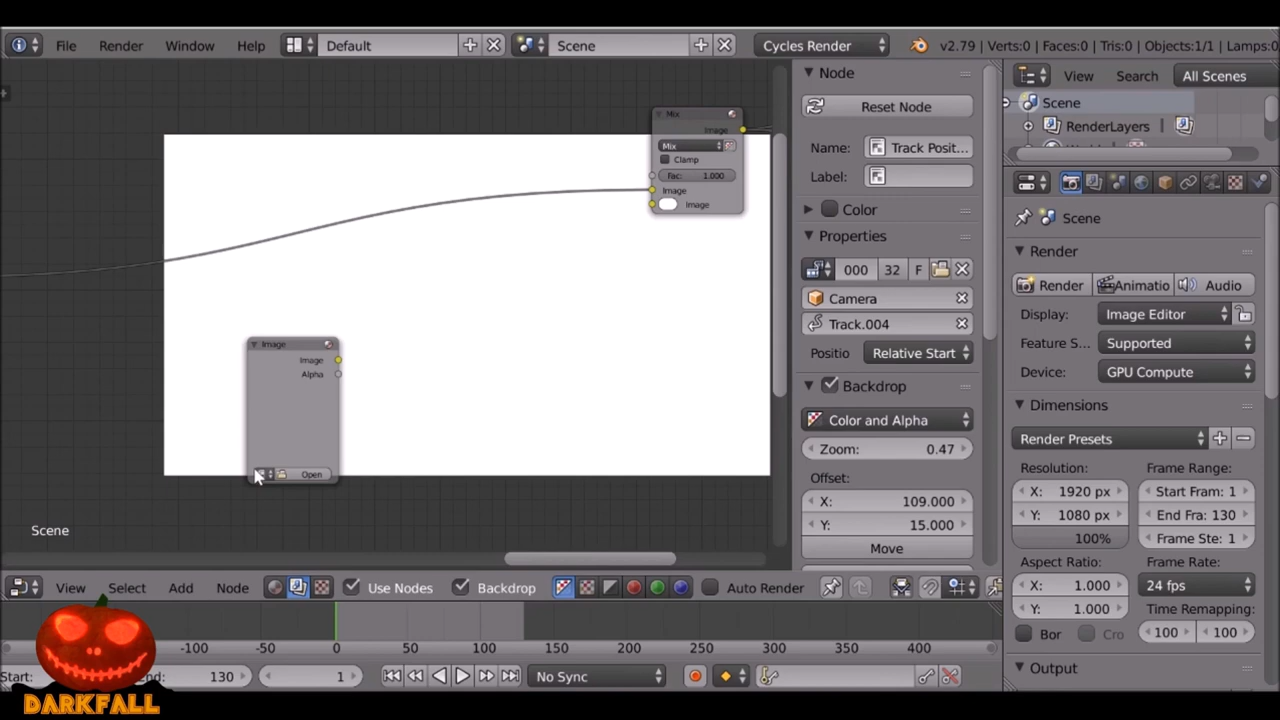 File Render Window Help Default Scene Cycles Render v2.79 | Verts:0 | Faces:0 | Tris:0 | Objects:1/1 | Lamps:0
View Search All Scenes
Scene
RenderLayers
Node
Reset Node
Name: Track Posit...
Label:
Color
Properties
000 32 F
Camera
Track.004
Positio Relative Start
Backdrop
Color and Alpha
Zoom: 0.47
Offset:
X: 109.000
Y: 15.000
Move
Mix
Image
Mix
Clamp
Fac: 1.000
Image
Image
Image
Image
Alpha
Open
Scene
Scene
Render
Render Animatio Audio
Display: Image Editor
Feature S... Supported
Device: GPU Compute
Dimensions
Render Presets
Resolution: Frame Range:
X: 1920 px Start Fram: 1
Y: 1080 px End Fra: 130
100% Frame Ste: 1
Aspect Ratio: Frame Rate:
X: 1.000 24 fps
Y: 1.000 Time Remapping:
Bor Cro 100 100
Output
View Select Add Node Use Nodes Backdrop Auto Render
-100 -50 0 50 100 150 200 250 300 350 400
Start: End: 130 1 No Sync
DARKFALL